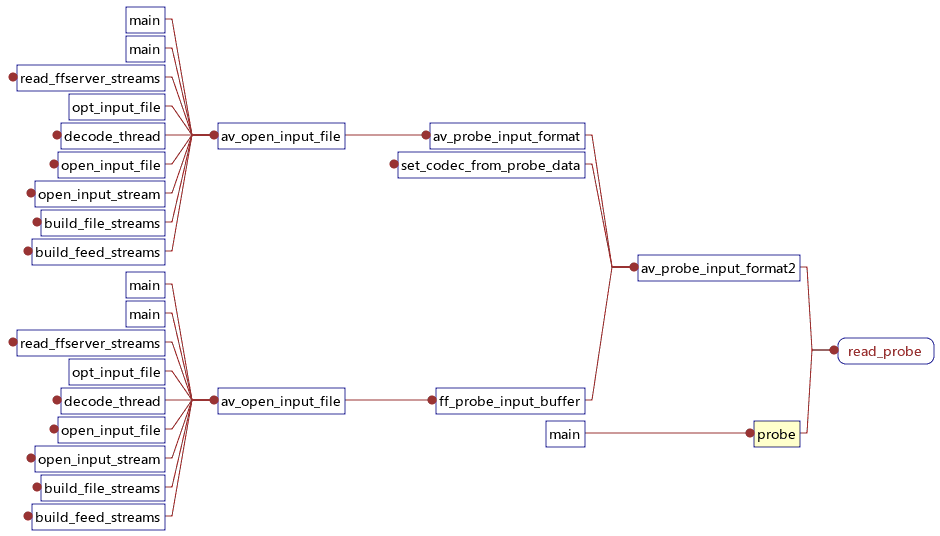 main
main
read_ffserver_streams
opt_input_file
decode_thread
open_input_file
open_input_stream
build_file_streams
build_feed_streams
av_open_input_file
av_probe_input_format
set_codec_from_probe_data
av_probe_input_format2
read_probe
main
main
read_ffserver_streams
opt_input_file
decode_thread
open_input_file
open_input_stream
build_file_streams
build_feed_streams
av_open_input_file
ff_probe_input_buffer
main
probe